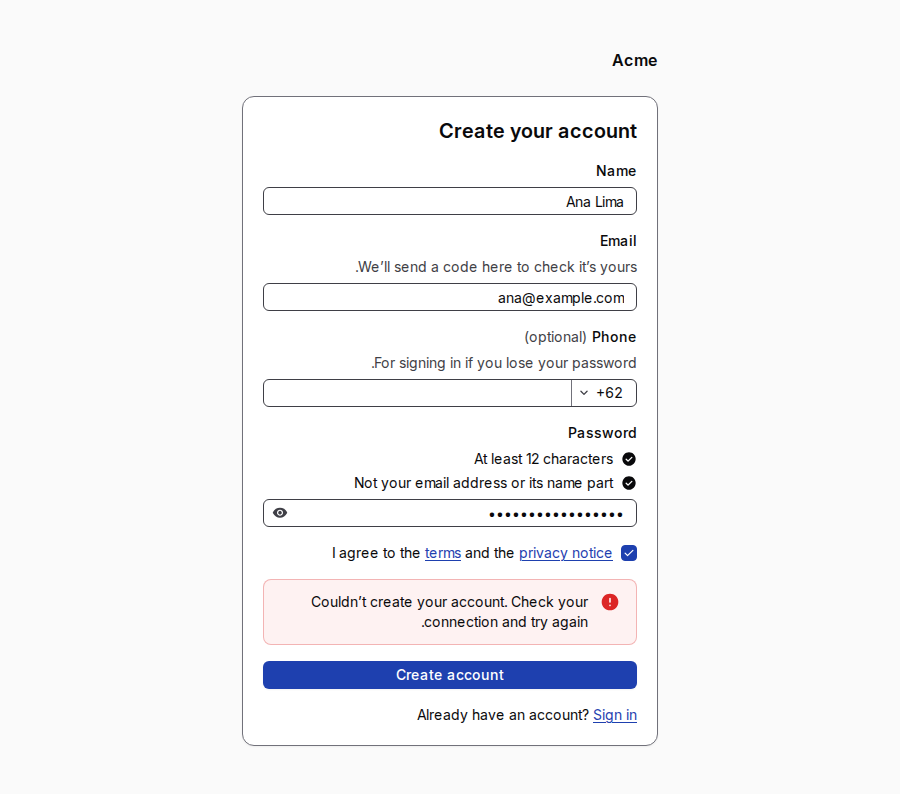 Acme
Create your account
Name
Ana Lima
Email
We’ll send a code here to check it’s yours.
ana@example.com
Phone (optional)
For signing in if you lose your password.
+62
Password
At least 12 characters
Not your email address or its name part
•••••••••••••••••
I agree to the terms and the privacy notice
Couldn’t create your account. Check your
connection and try again.
Create account
Already have an account? Sign in